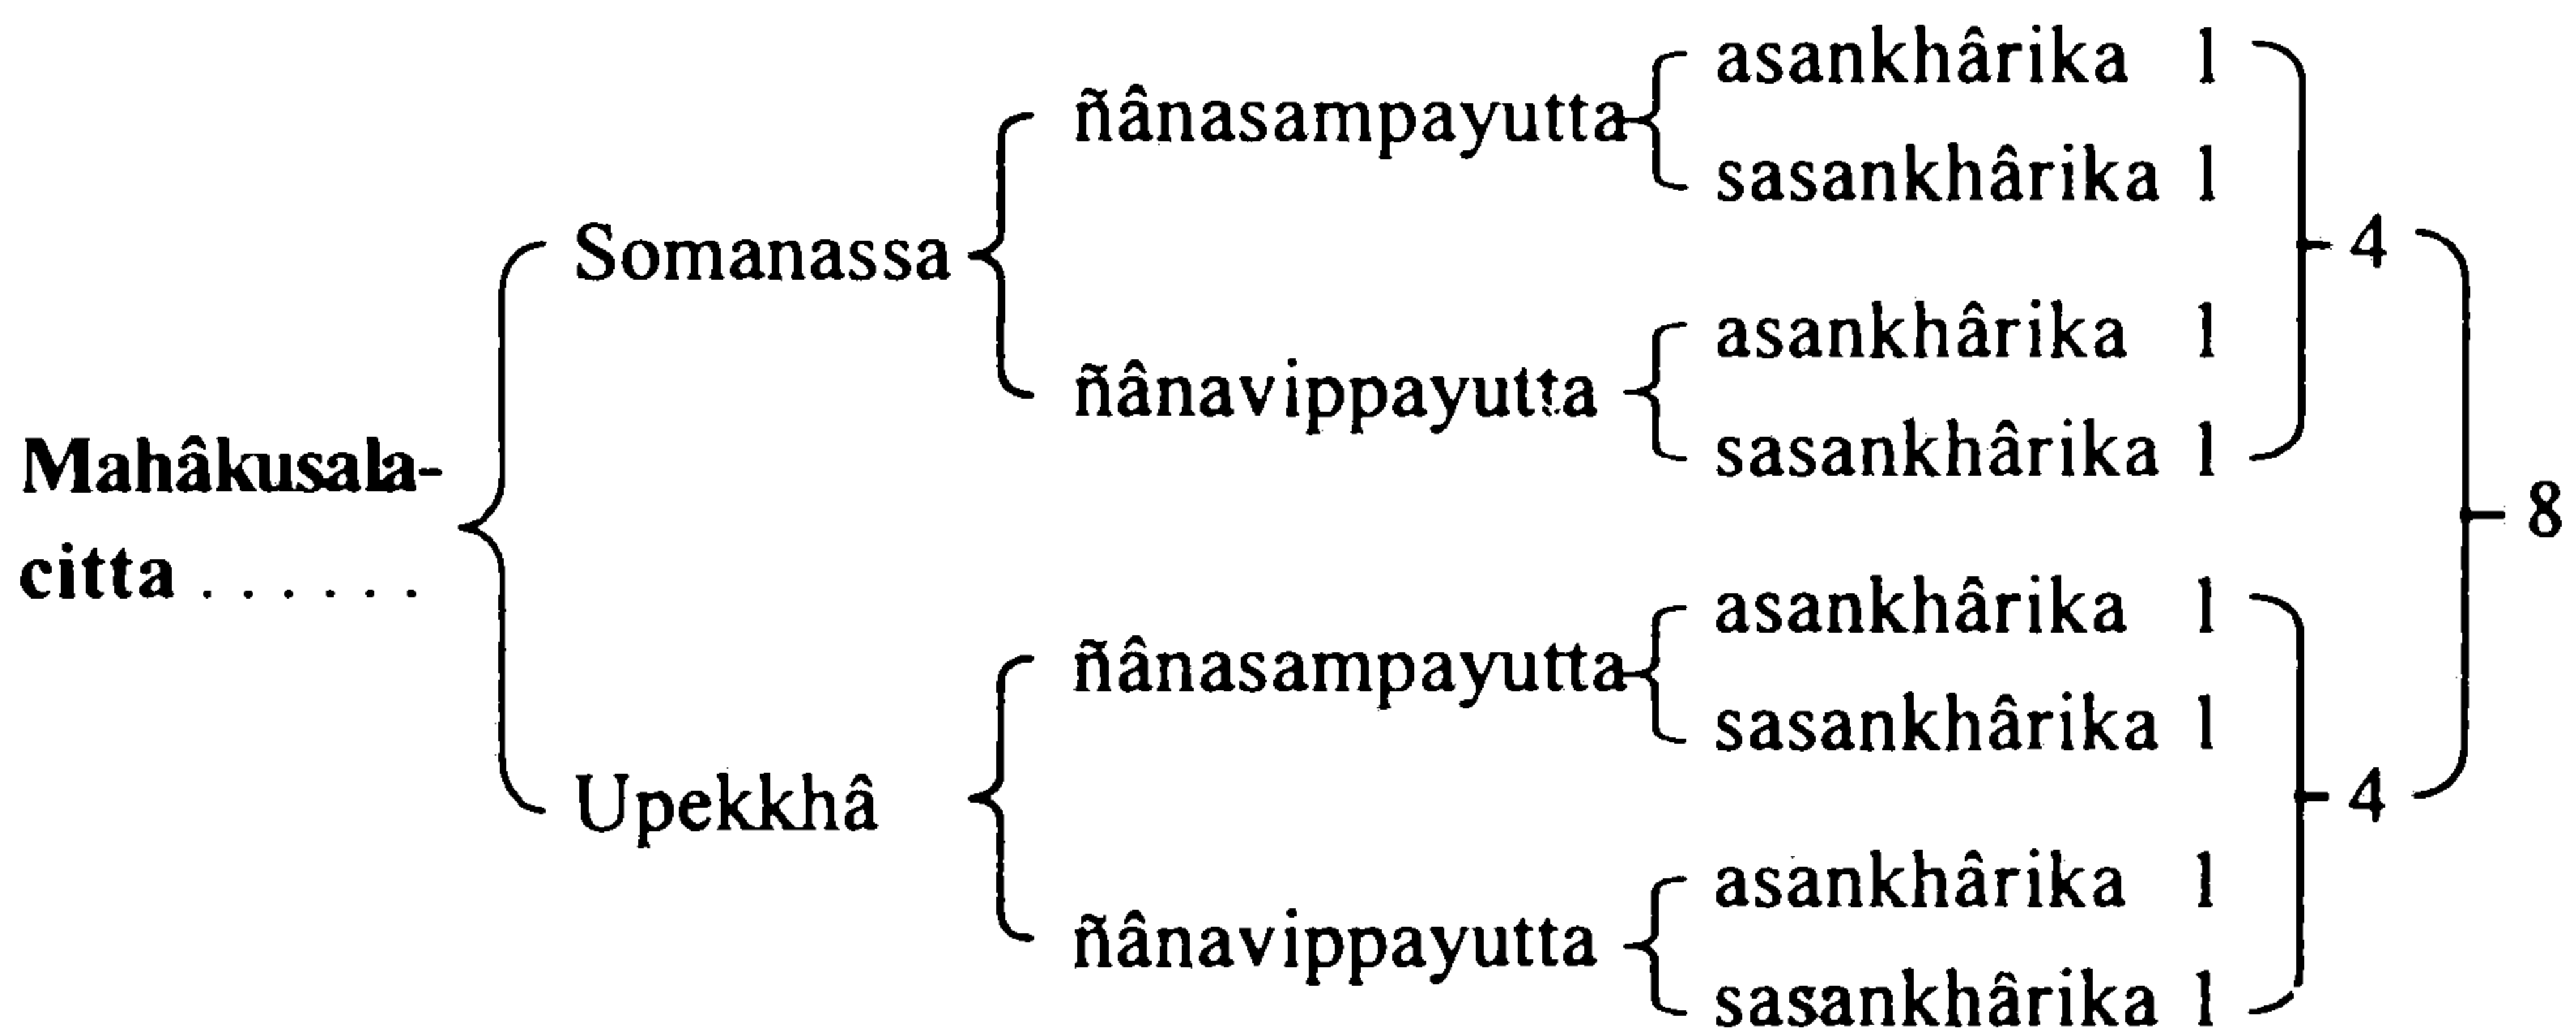 asankhârika 1
ñânasampayutta
sasankhârika 1
Somanassa
4
asankhârika 1
ñânavippayutta
sasankhârika 1
Mahâkusala-
citta ......
8
asankhârika 1
ñânasampayutta
sasankhârika 1
Upekkhâ
4
asankhârika 1
ñânavippayutta
sasankhârika 1